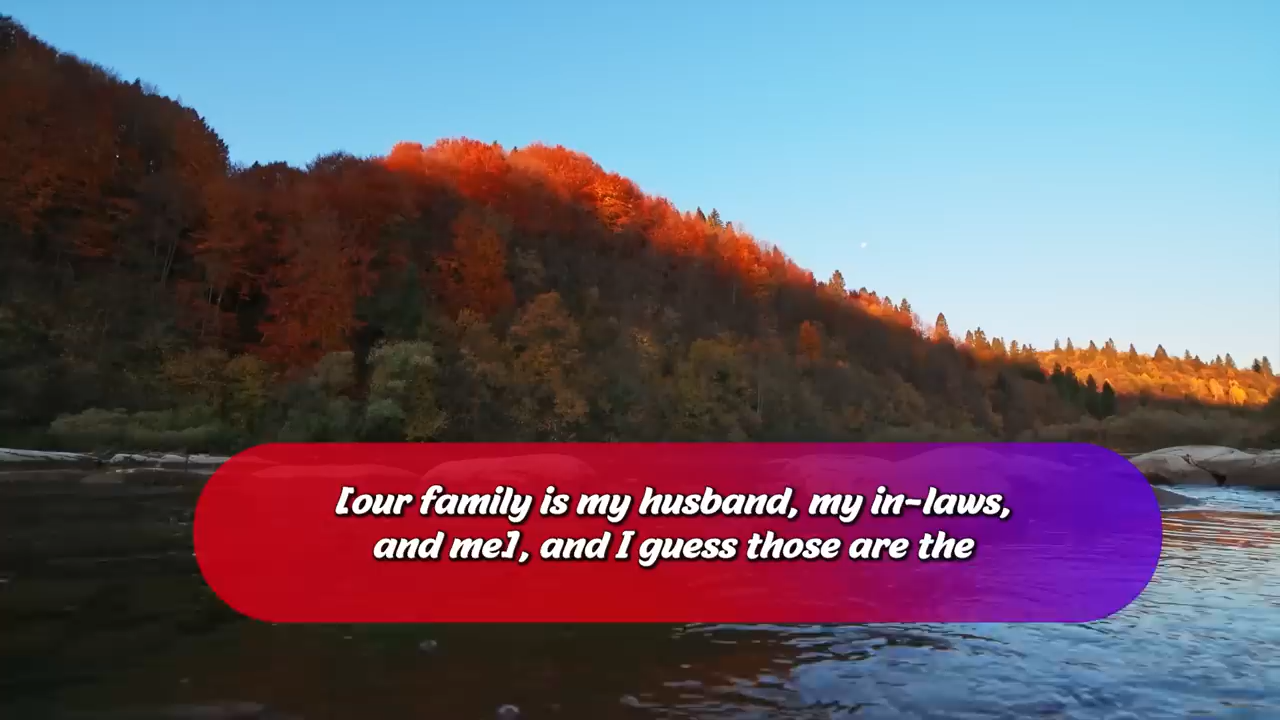 [our family is my husband, my in-laws,
and me], and I guess those are the